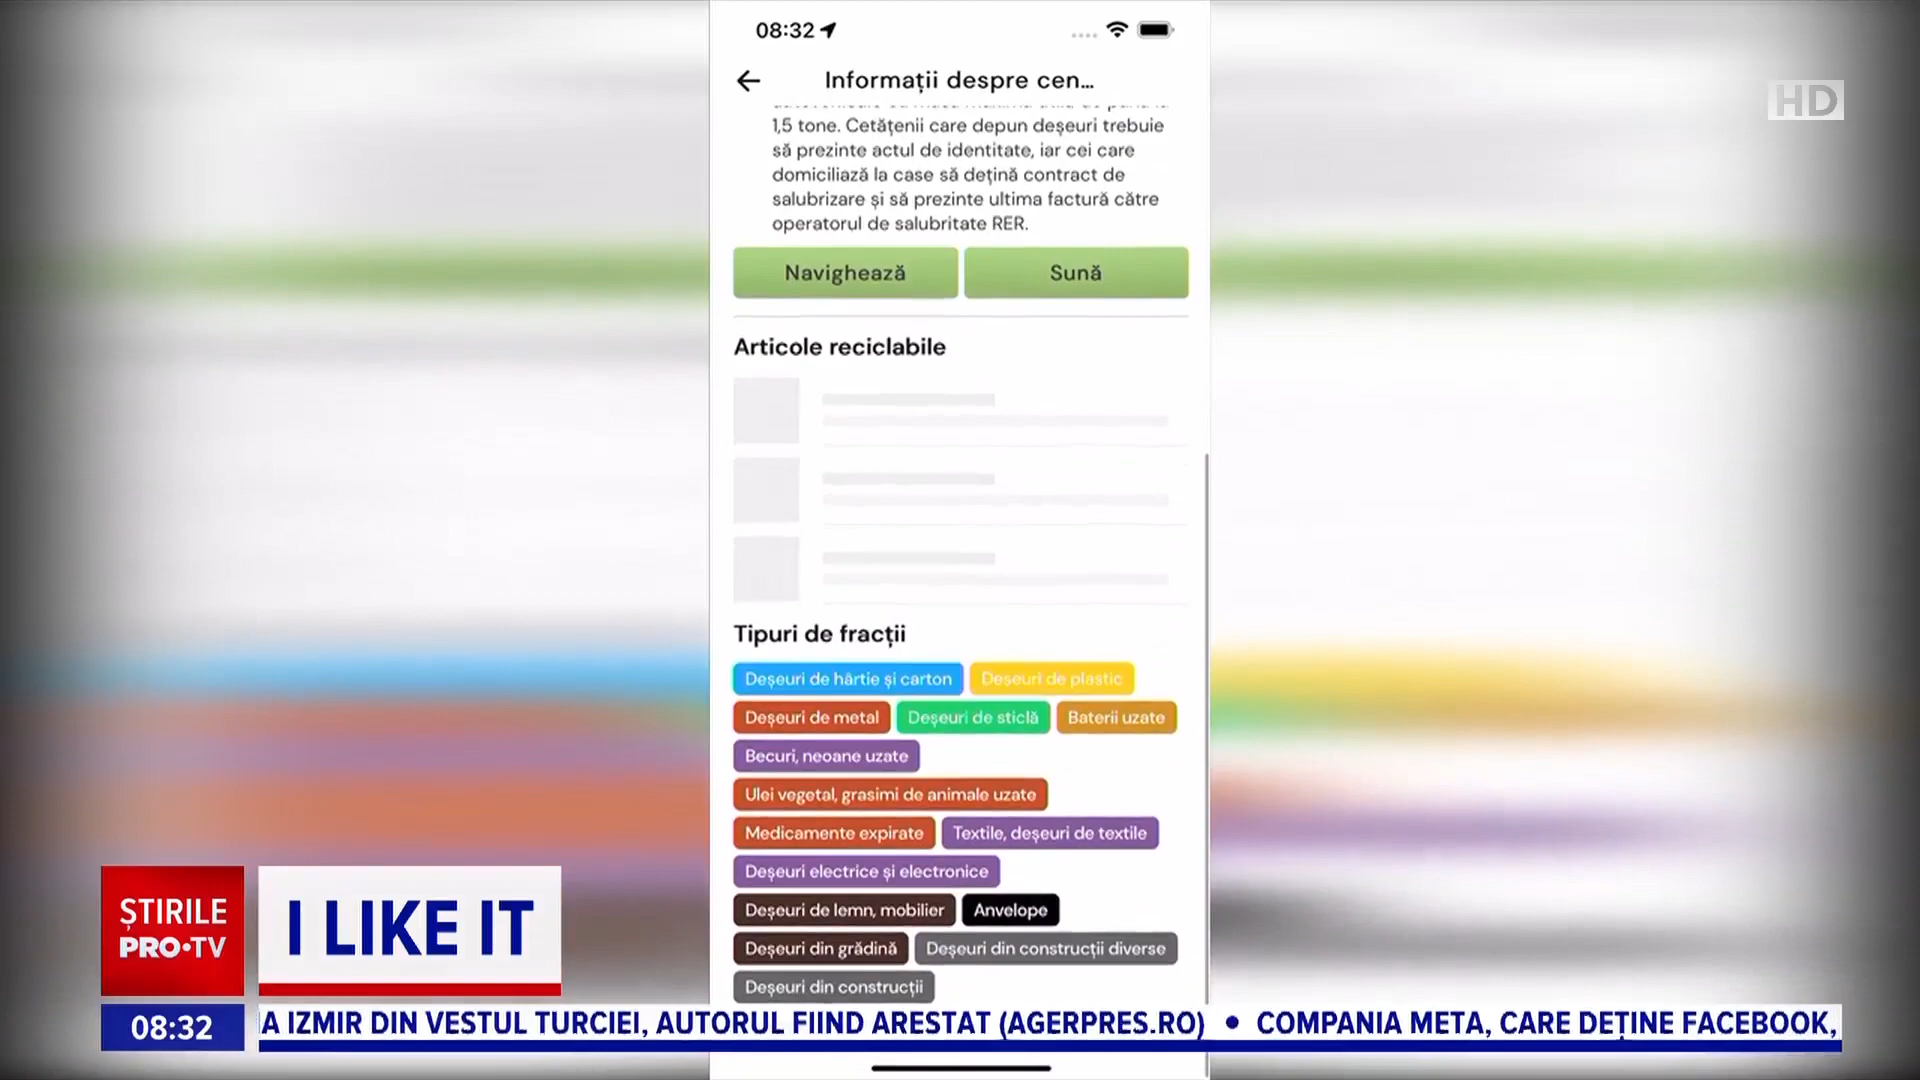 08:32
Informații despre cen...
1,5 tone. Cetățenii care depun deșeuri trebuie
să prezinte actul de identitate, iar cei care
domiciliază la case să dețină contract de
salubrizare și să prezinte ultima factură către
operatorul de salubritate RER.
Navighează
Sună
Articole reciclabile
Tipuri de fracții
Deșeuri de hârtie și carton
Deșeuri de plastic
Deșeuri de metal
Deșeuri de sticlă
Baterii uzate
Becuri, neoane uzate
Ulei vegetal, grasimi de animale uzate
Medicamente expirate
Textile, deșeuri de textile
Deșeuri electrice și electronice
Deșeuri de lemn, mobilier
Anvelope
Deșeuri din grădină
Deșeuri din construcții diverse
Deșeuri din construcții
HD
ȘTIRILE
PRO•TV
I LIKE IT
08:32
A IZMIR DIN VESTUL TURCIEI, AUTORUL FIIND ARESTAT (AGERPRES.RO) • COMPANIA META, CARE DEȚINE FACEBOOK,